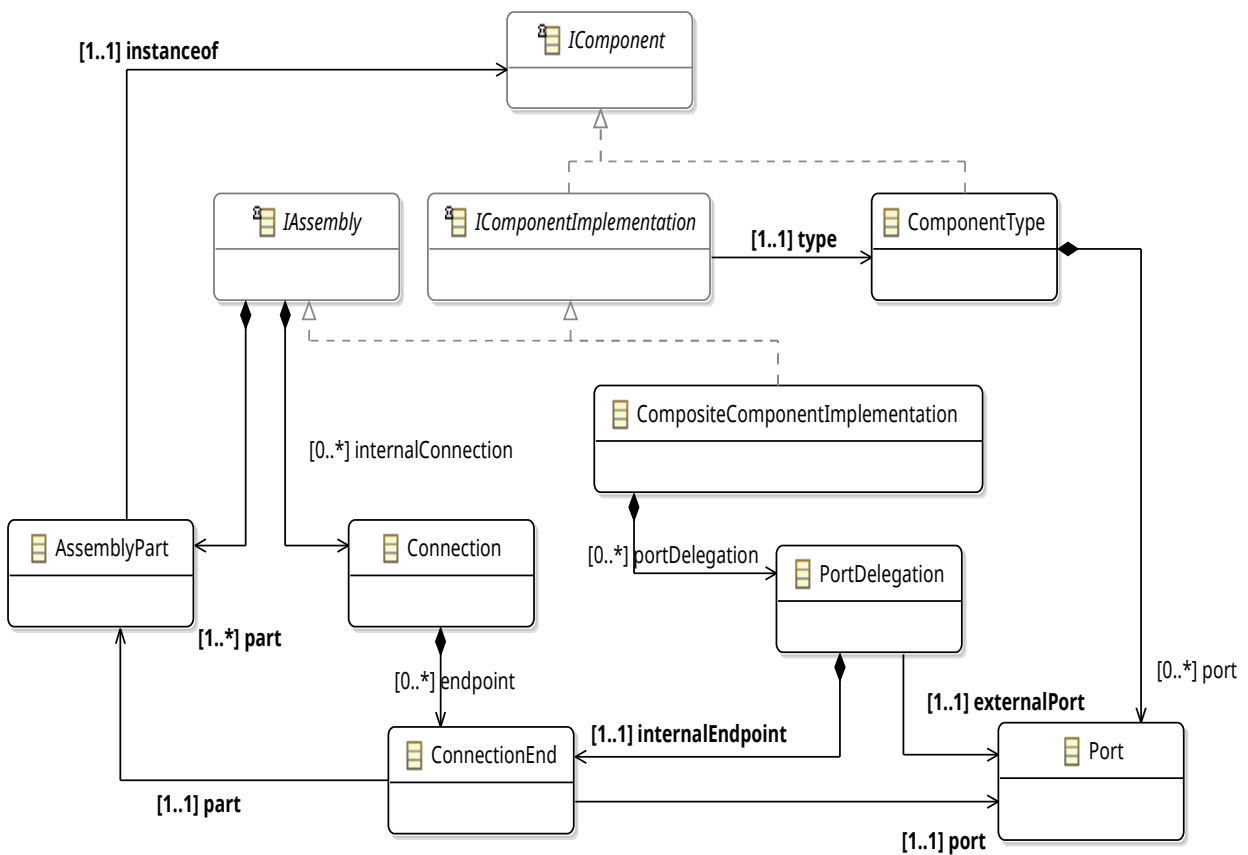 IComponent
[1..1] instanceof
IAssembly
IComponentImplementation
ComponentType
[1..1] type
CompositeComponentImplementation
[0..*] internalConnection
AssemblyPart
Connection
[0..*] portDelegation
PortDelegation
[1..*] part
[0..*] endpoint
[0..*] port
[1..1] externalPort
[1..1] internalEndpoint
ConnectionEnd
Port
[1..1] part
[1..1] port